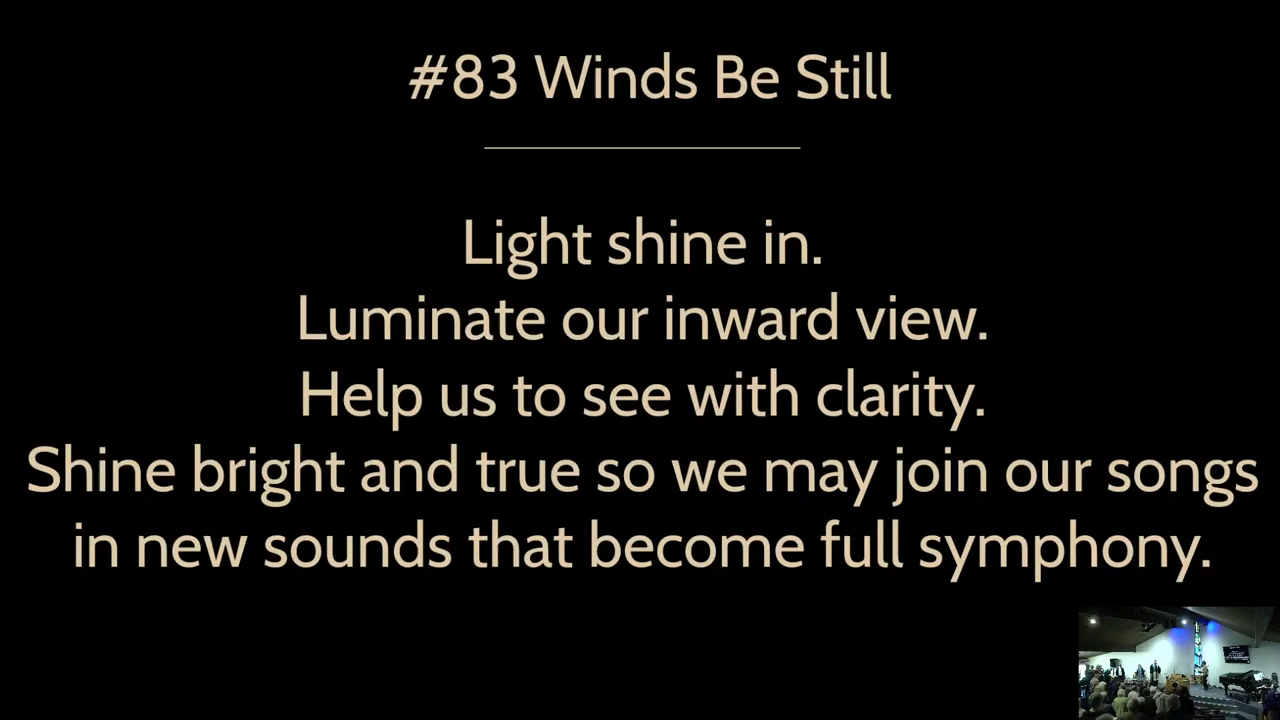 #83 Winds Be Still
Light shine in.
Luminate our inward view.
Help us to see with clarity.
Shine bright and true so we may join our songs
in new sounds that become full symphony.